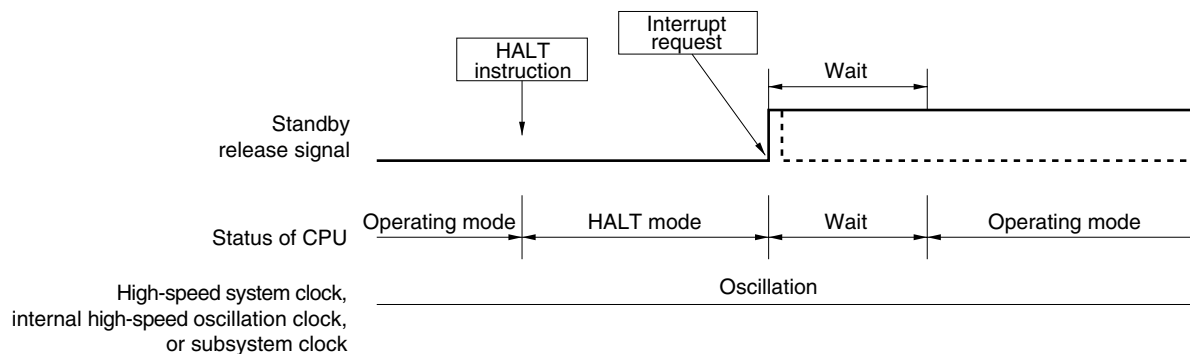 Interrupt
request
HALT
instruction
Wait
Standby
release signal
Status of CPU
Operating mode
HALT mode
Wait
Operating mode
High-speed system clock,
internal high-speed oscillation clock,
or subsystem clock
Oscillation